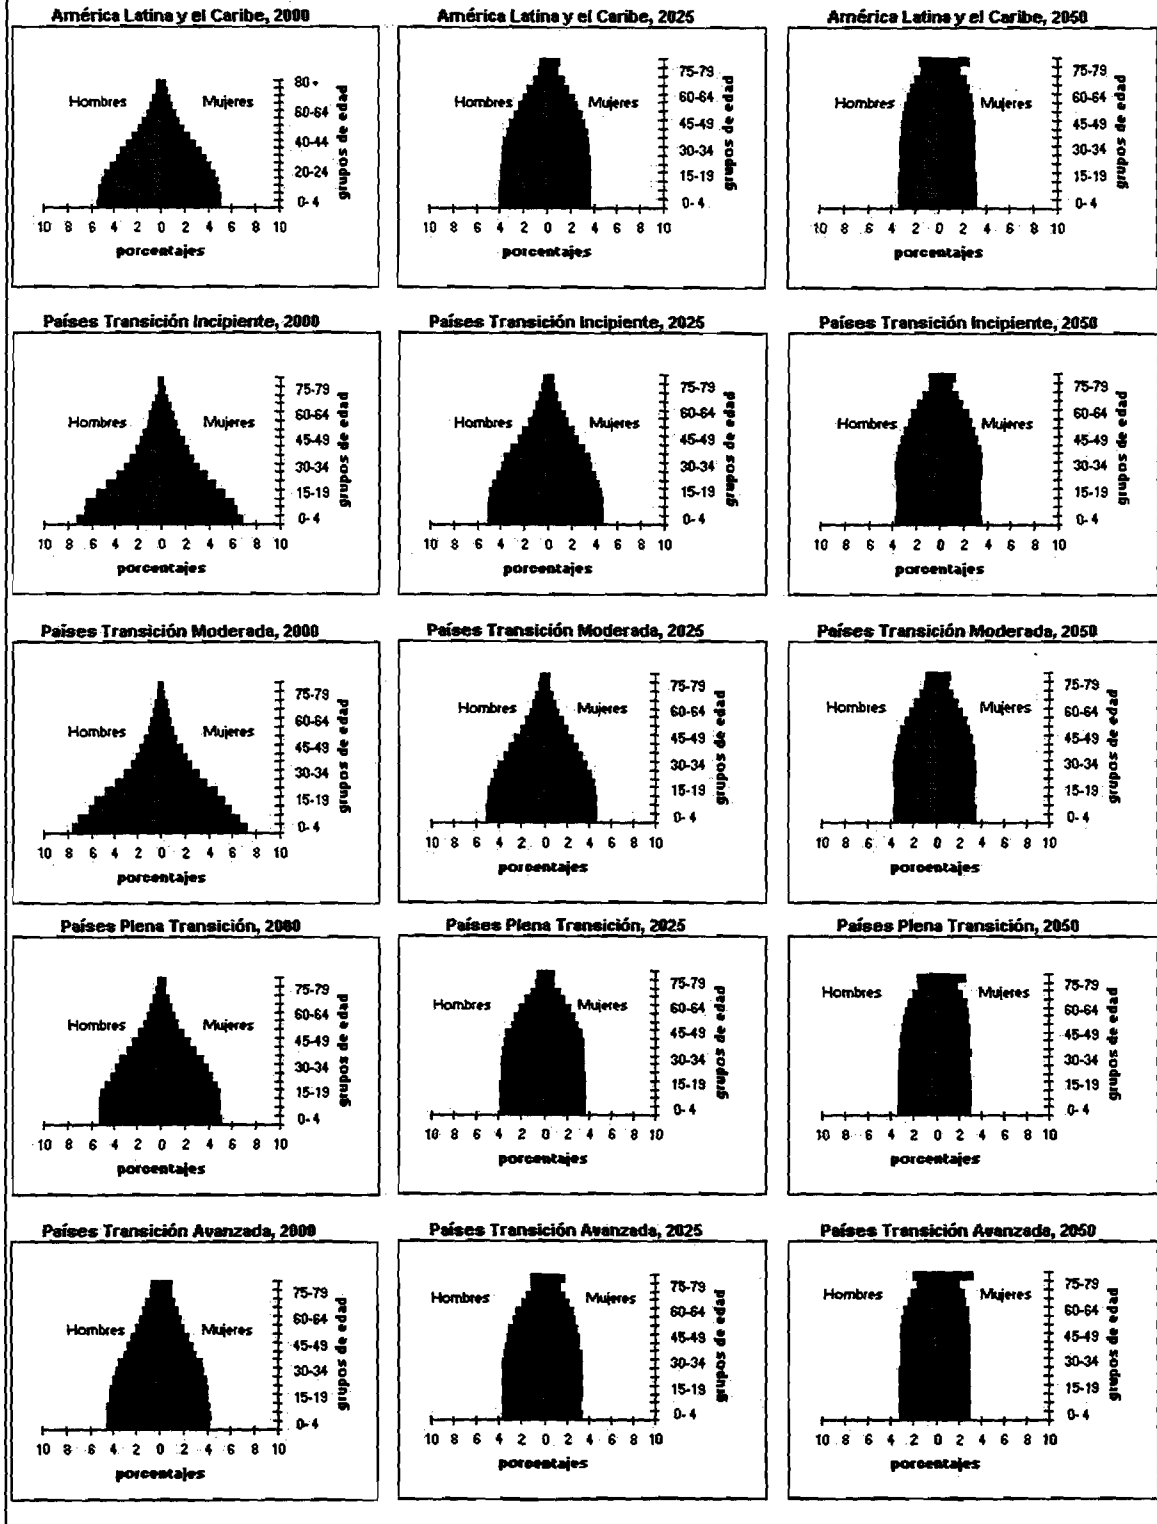 América Latina y el Caribe, 2000
80 +
Hombres Mujeres
60-64
40-44
20-24
0- 4
grupos de edad
10 8 6 4 2 0 2 4 6 8 10
porcentajes
América Latina y el Caribe, 2025
75-79
Hombres 60-64 Mujeres
45-49
30-34
15-19
0- 4
grupos de edad
10 8 6 4 2 0 2 4 6 8 10
porcentajes
América Latina y el Caribe, 2050
75-79
Hombres 60-64 Mujeres
45-49
30-34
15-19
0- 4
grupos de edad
10 8 6 4 2 0 2 4 6 8 10
porcentajes
Países Transición Incipiente, 2000
75-79
60-64
Hombres Mujeres
45-49
30-34
15-19
0- 4
grupos de edad
10 8 6 4 2 0 2 4 6 8 10
porcentajes
Países Transición Incipiente, 2025
75-79
60-64
Hombres Mujeres
45-49
30-34
15-19
0- 4
grupos de edad
10 8 6 4 2 0 2 4 6 8 10
porcentajes
Países Transición Incipiente, 2050
75-79
60-64
Hombres Mujeres
45-49
30-34
15-19
0- 4
grupos de edad
10 8 6 4 2 0 2 4 6 8 10
porcentajes
Países Transición Moderada, 2000
75-79
60-64
Hombres Mujeres
45-49
30-34
15-19
0- 4
grupos de edad
10 8 6 4 2 0 2 4 6 8 10
porcentajes
Países Transición Moderada, 2025
75-79
Hombres 60-64 Mujeres
45-49
30-34
15-19
0- 4
grupos de edad
10 8 6 4 2 0 2 4 6 8 10
porcentajes
Países Transición Moderada, 2050
75-79
Hombres 60-64 Mujeres
45-49
30-34
15-19
0- 4
grupos de edad
10 8 6 4 2 0 2 4 6 8 10
porcentajes
Países Plena Transición, 2000
75-79
60-64
Hombres Mujeres
45-49
30-34
15-19
0- 4
grupos de edad
10 8 6 4 2 0 2 4 6 8 10
porcentajes
Países Plena Transición, 2025
75-79
Hombres Mujeres
60-64
45-49
30-34
15-19
0- 4
grupos de edad
10 8 6 4 2 0 2 4 6 8 10
porcentajes
Países Plena Transición, 2050
75-79
Hombres Mujeres
60-64
45-49
30-34
15-19
0- 4
grupos de edad
10 8 6 4 2 0 2 4 6 8 10
porcentajes
Países Transición Avanzada, 2000
75-79
60-64
Hombres Mujeres
45-49
30-34
15-19
0- 4
grupos de edad
10 8 6 4 2 0 2 4 6 8 10
porcentajes
Países Transición Avanzada, 2025
75-79
Hombres Mujeres
60-64
45-49
30-34
15-19
0- 4
grupos de edad
10 8 6 4 2 0 2 4 6 8 10
porcentajes
Países Transición Avanzada, 2050
75-79
Hombres Mujeres
60-64
45-49
30-34
15-19
0- 4
grupos de edad
10 8 6 4 2 0 2 4 6 8 10
porcentajes